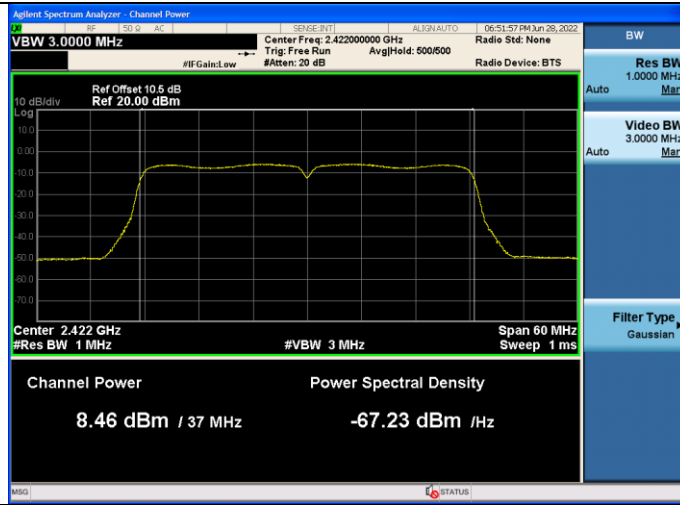 Agilent Spectrum Analyzer - Channel Power
RF 50 Ω AC SENSE:INT ALIGN AUTO 06:51:57 PM Jun 28, 2022
VBW 3.0000 MHz
Center Freq: 2.422000000 GHz
Radio Std: None
Trig: Free Run Avg|Hold: 500/500
#IFGain:Low #Atten: 20 dB
Radio Device: BTS
Ref Offset 10.5 dB
10 dB/div Ref 20.00 dBm
Log
10.0
0.00
-10.0
-20.0
-30.0
-40.0
-50.0
-60.0
-70.0
Center 2.422 GHz Span 60 MHz
#Res BW 1 MHz #VBW 3 MHz Sweep 1 ms
Channel Power Power Spectral Density
8.46 dBm / 37 MHz -67.23 dBm /Hz
MSG STATUS
BW
Res BW
1.0000 MHz
Auto Man
Video BW
3.0000 MHz
Auto Man
Filter Type
Gaussian